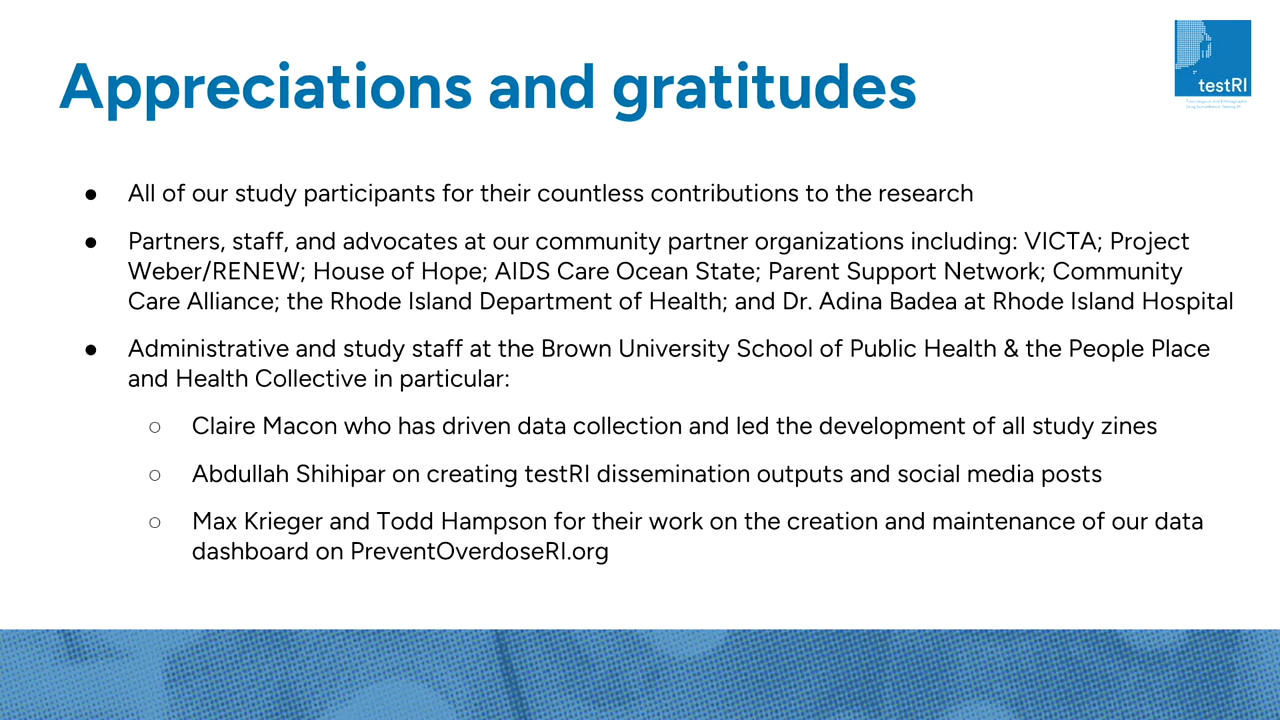 Appreciations and gratitudes
testRI
● All of our study participants for their countless contributions to the research
● Partners, staff, and advocates at our community partner organizations including: VICTA; Project
Weber/RENEW; House of Hope; AIDS Care Ocean State; Parent Support Network; Community
Care Alliance; the Rhode Island Department of Health; and Dr. Adina Badea at Rhode Island Hospital
● Administrative and study staff at the Brown University School of Public Health & the People Place
and Health Collective in particular:
○ Claire Macon who has driven data collection and led the development of all study zines
○ Abdullah Shihipar on creating testRI dissemination outputs and social media posts
○ Max Krieger and Todd Hampson for their work on the creation and maintenance of our data
dashboard on PreventOverdoseRI.org